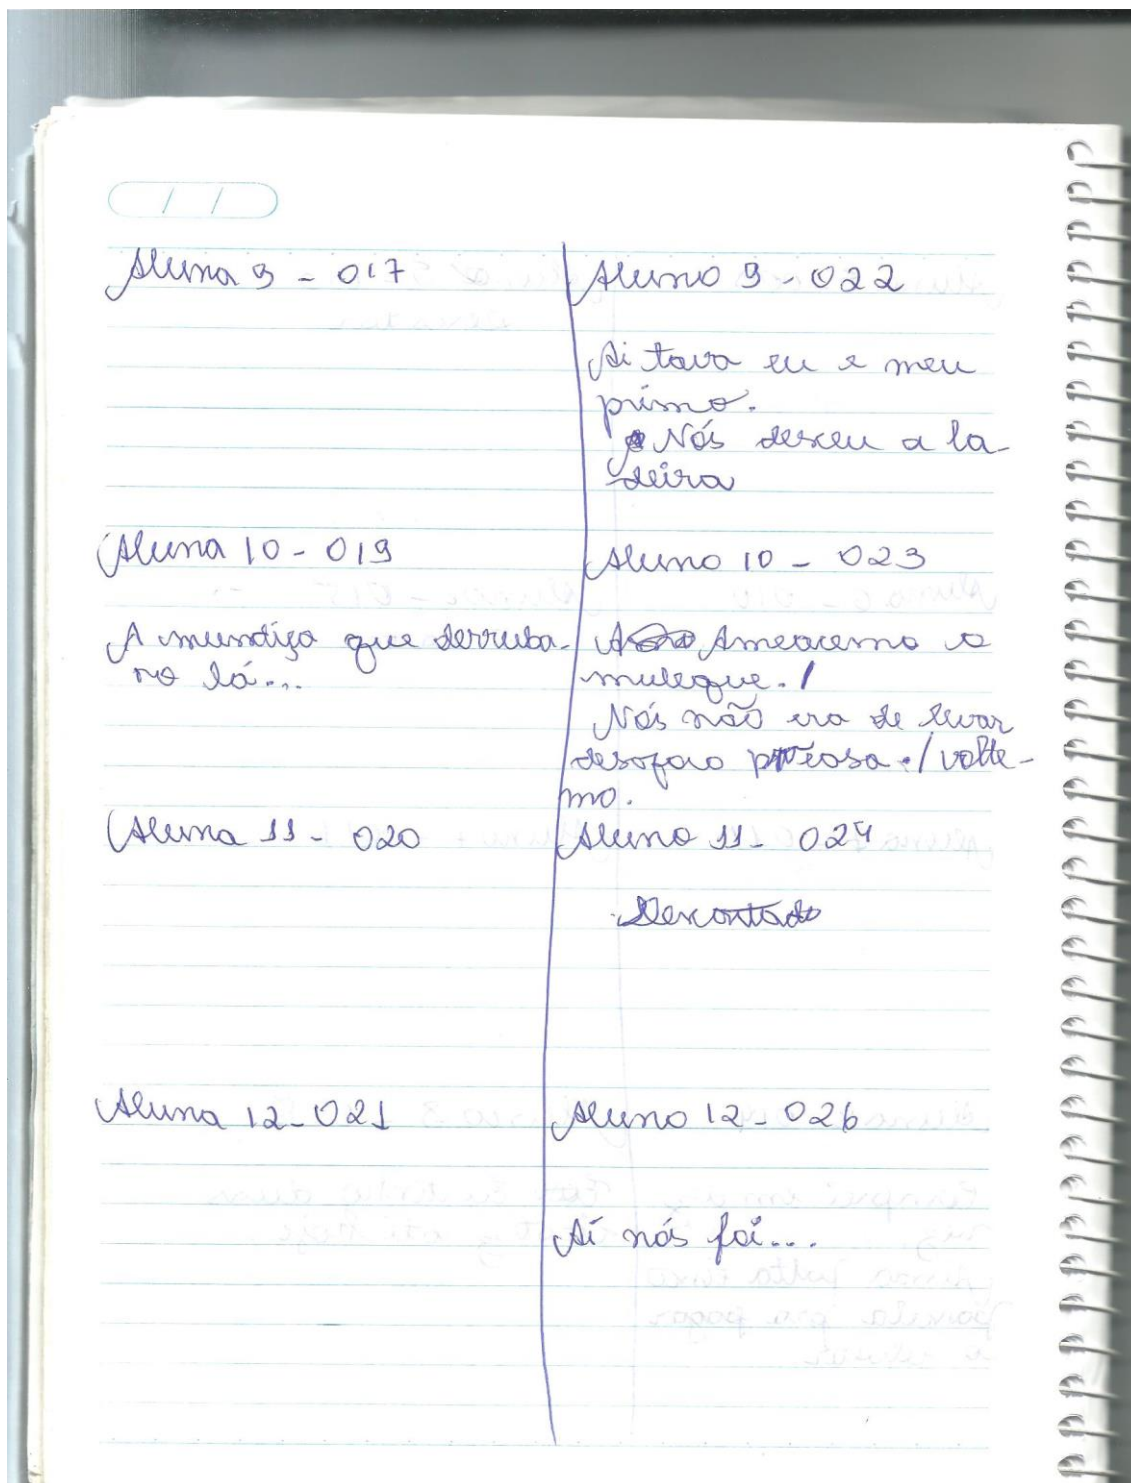 Aluna 9 - 017
Aluna 10 - 019
A mundiça que derruba-
ro lá...
Aluna 11 - 020
Aluna 12 - 021
Aluno 9 - 022
Ai tava eu e meu
primo.
Nós desceu a la-
deira
Aluno 10 - 023
Ameacemo o
muleque. /
Nós não era de levar
desaforo pra casa. / volte-
mo.
Aluno 11 - 024
Descontado
Aluno 12 - 026
Aí nós foi...